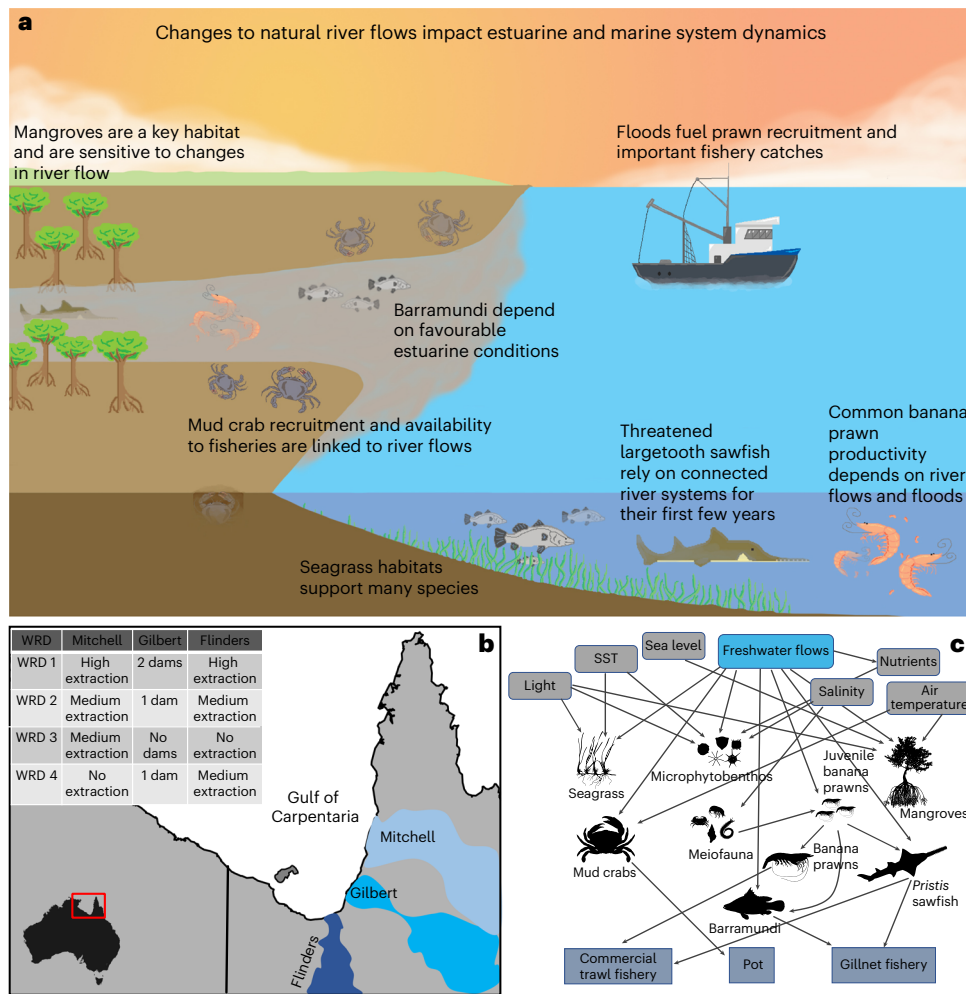 a
Changes to natural river flows impact estuarine and marine system dynamics
Mangroves are a key habitat
and are sensitive to changes
in river flow
Floods fuel prawn recruitment and
important fishery catches
Barramundi depend
on favourable
estuarine conditions
Mud crab recruitment and availability
to fisheries are linked to river flows
Threatened
largetooth sawfish
rely on connected
river systems for
their first few years
Common banana
prawn
productivity
depends on river
flows and floods
Seagrass habitats
support many species
b
WRD Mitchell Gilbert Flinders
WRD 1 High extraction 2 dams High extraction
WRD 2 Medium extraction 1 dam Medium extraction
WRD 3 Medium extraction No dams No extraction
WRD 4 No extraction 1 dam Medium extraction
Gulf of
Carpentaria
Mitchell
Gilbert
Flinders
c
Sea level
Freshwater flows
SST
Nutrients
Light
Salinity
Air
temperature
Seagrass
Microphytobenthos
Juvenile
banana
prawns
Mangroves
Mud crabs
Meiofauna
Banana
prawns
Pristis
sawfish
Barramundi
Commercial
trawl fishery
Pot
Gillnet fishery